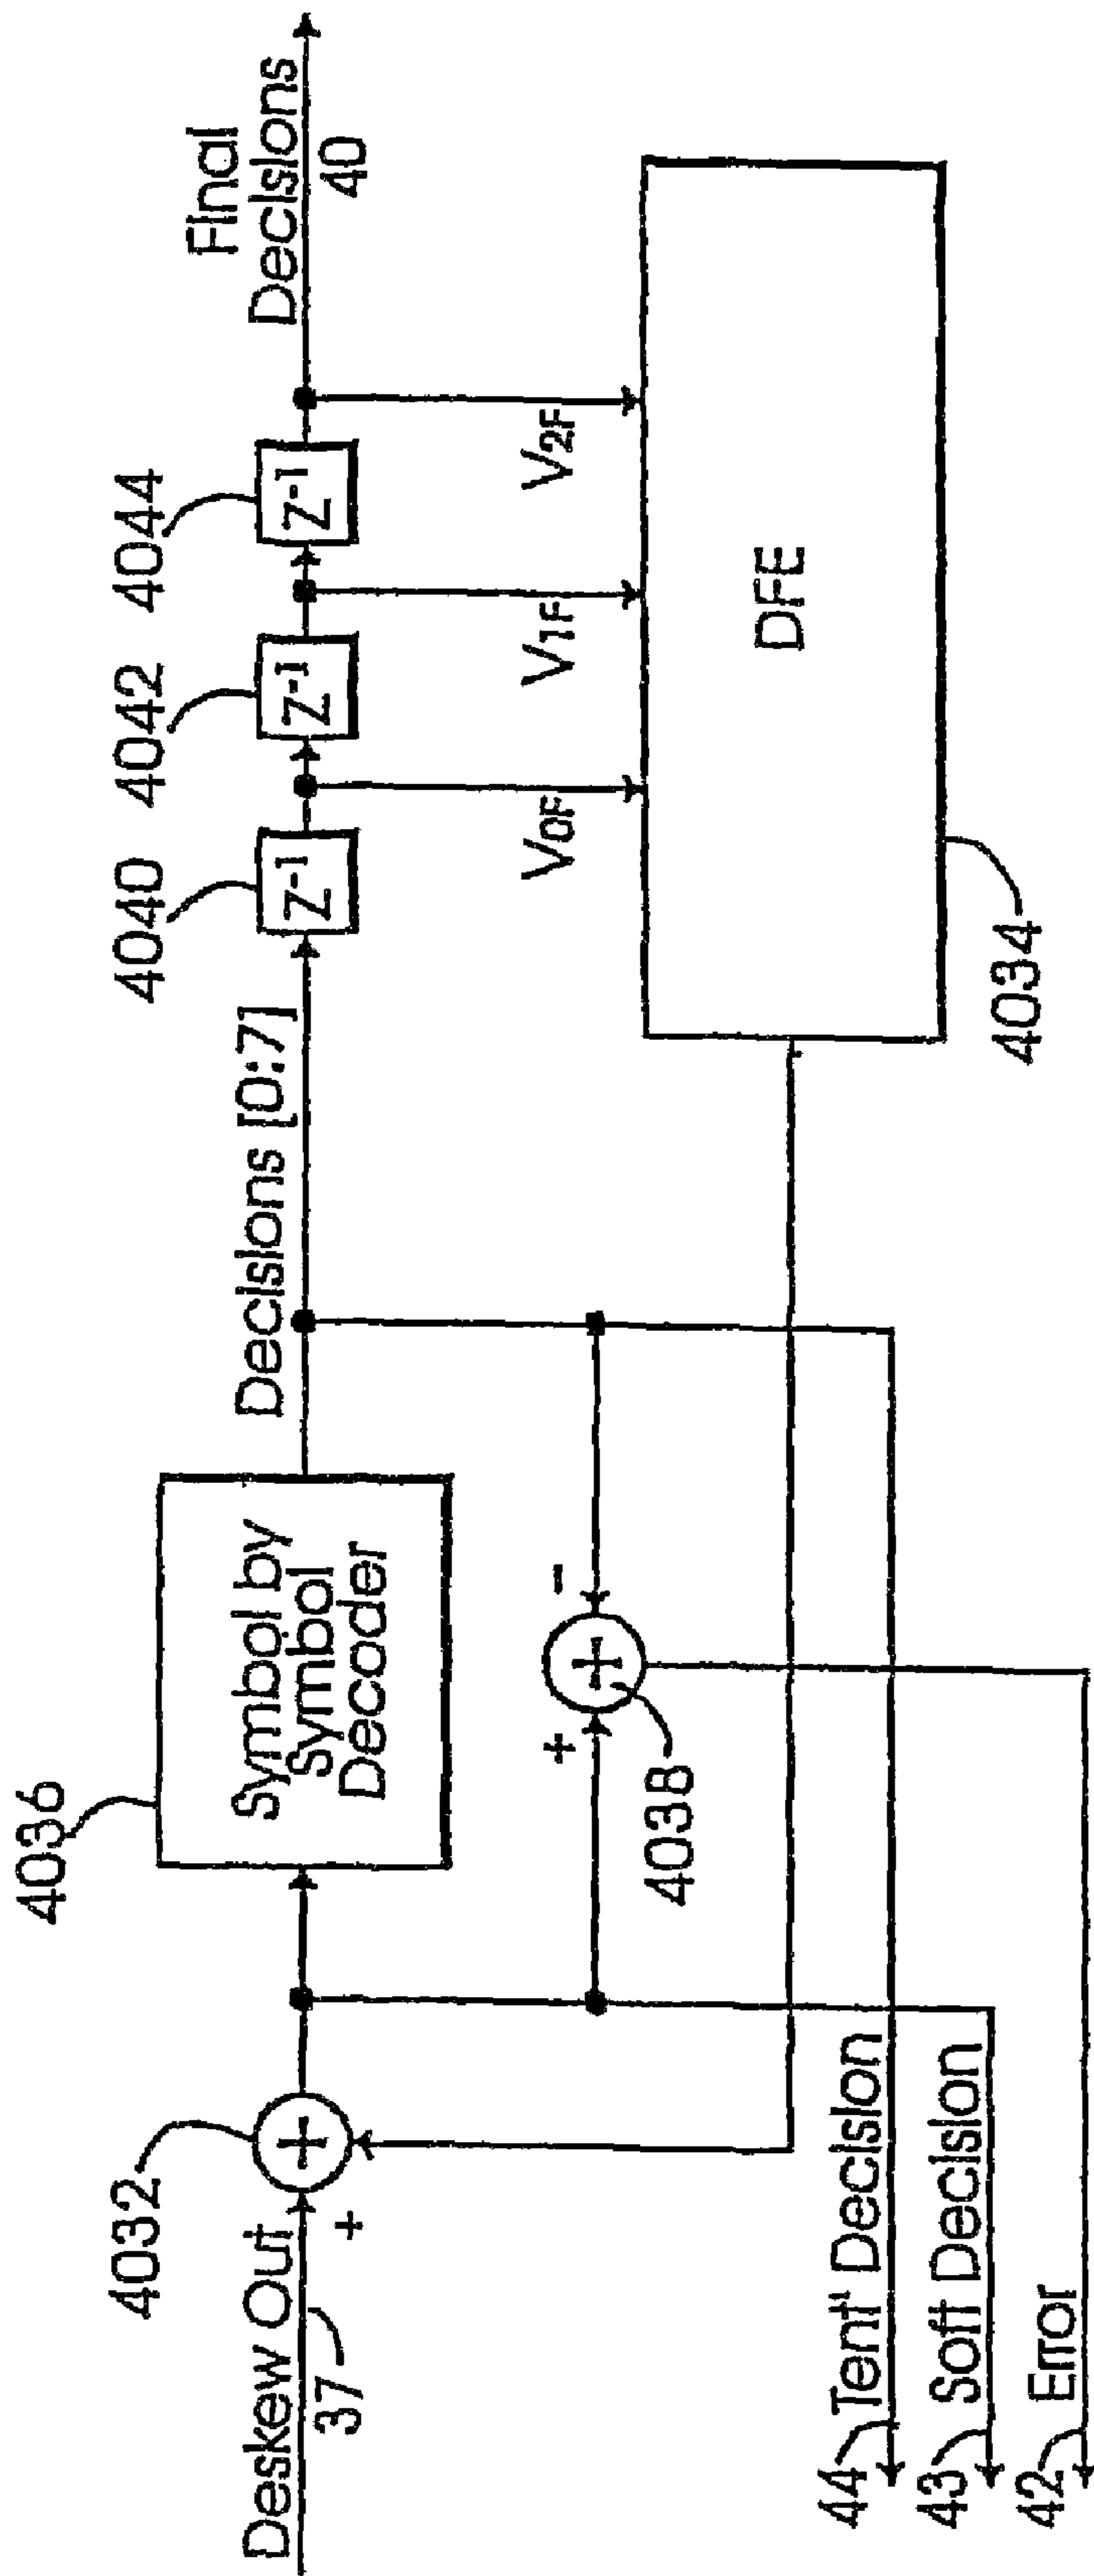 Deskew Out
37
+
4032
+
4036
Symbol by
Symbol
Decoder
Decisions [0:7]
4040
Z-1
4042
Z-1
4044
Z-1
Final
Decisions
40
+
-
+
4038
V0F
V1F
V2F
DFE
4034
44
Tent' Decision
43
Soft Decision
42
Error